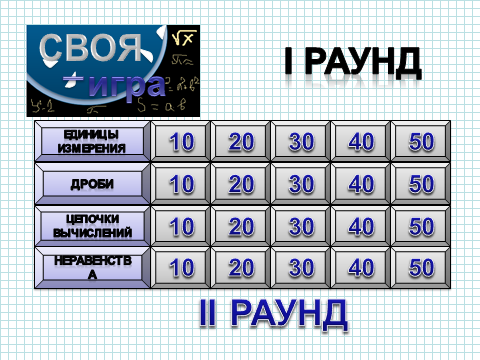 СВОЯ
игра
I РАУНД
ЕДИНИЦЫ
ИЗМЕРЕНИЯ
10 20 30 40 50
ДРОБИ
10 20 30 40 50
ЦЕПОЧКИ
ВЫЧИСЛЕНИЙ
10 20 30 40 50
НЕРАВЕНСТВ
А
10 20 30 40 50
II РАУНД